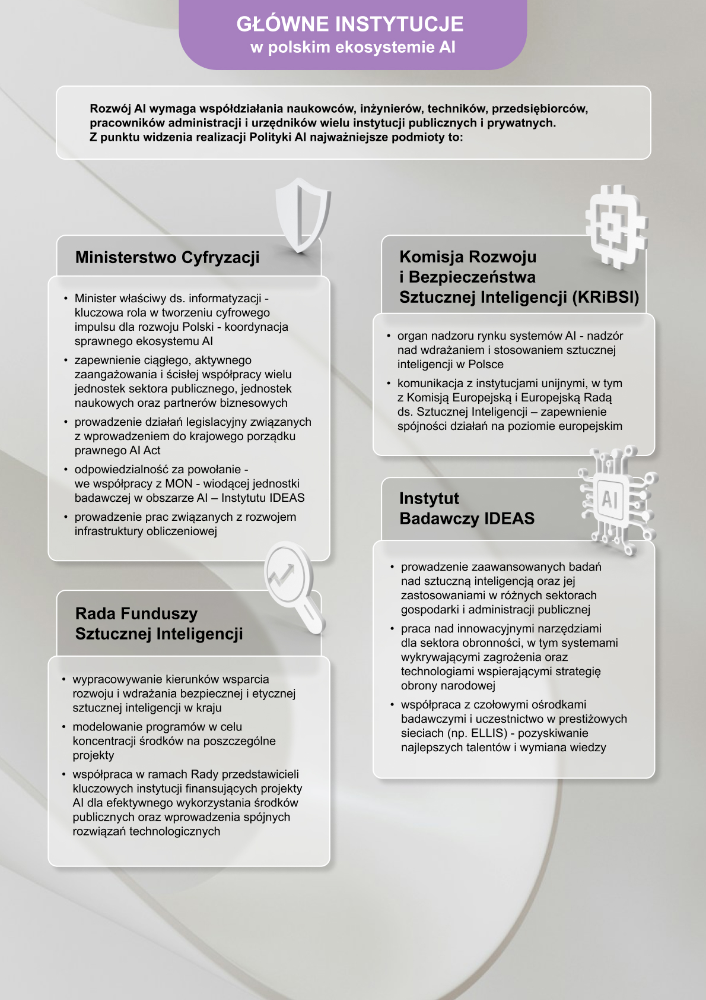 GŁÓWNE INSTYTUCJE
w polskim ekosystemie AI
Rozwój AI wymaga współdziałania naukowców, inżynierów, techników, przedsiębiorców,
pracowników administracji i urzędników wielu instytucji publicznych i prywatnych.
Z punktu widzenia realizacji Polityki AI najważniejsze podmioty to:
Ministerstwo Cyfryzacji
• Minister właściwy ds. informatyzacji -
kluczowa rola w tworzeniu cyfrowego
impulsu dla rozwoju Polski - koordynacja
sprawnego ekosystemu AI
• zapewnienie ciągłego, aktywnego
zaangażowania i ścisłej współpracy wielu
jednostek sektora publicznego, jednostek
naukowych oraz partnerów biznesowych
• prowadzenie działań legislacyjny związanych
z wprowadzeniem do krajowego porządku
prawnego AI Act
• odpowiedzialność za powołanie -
we współpracy z MON - wiodącej jednostki
badawczej w obszarze AI – Instytutu IDEAS
• prowadzenie prac związanych z rozwojem
infrastruktury obliczeniowej
Rada Funduszy
Sztucznej Inteligencji
• wypracowywanie kierunków wsparcia
rozwoju i wdrażania bezpiecznej i etycznej
sztucznej inteligencji w kraju
• modelowanie programów w celu
koncentracji środków na poszczególne
projekty
• współpraca w ramach Rady przedstawicieli
kluczowych instytucji finansujących projekty
AI dla efektywnego wykorzystania środków
publicznych oraz wprowadzenia spójnych
rozwiązań technologicznych
Komisja Rozwoju
i Bezpieczeństwa
Sztucznej Inteligencji (KRiBSI)
• organ nadzoru rynku systemów AI - nadzór
nad wdrażaniem i stosowaniem sztucznej
inteligencji w Polsce
• komunikacja z instytucjami unijnymi, w tym
z Komisją Europejską i Europejską Radą
ds. Sztucznej Inteligencji – zapewnienie
spójności działań na poziomie europejskim
AI
Instytut
Badawczy IDEAS
• prowadzenie zaawansowanych badań
nad sztuczną inteligencją oraz jej
zastosowaniami w różnych sektorach
gospodarki i administracji publicznej
• praca nad innowacyjnymi narzędziami
dla sektora obronności, w tym systemami
wykrywającymi zagrożenia oraz
technologiami wspierającymi strategię
obrony narodowej
• współpraca z czołowymi ośrodkami
badawczymi i uczestnictwo w prestiżowych
sieciach (np. ELLIS) - pozyskiwanie
najlepszych talentów i wymiana wiedzy